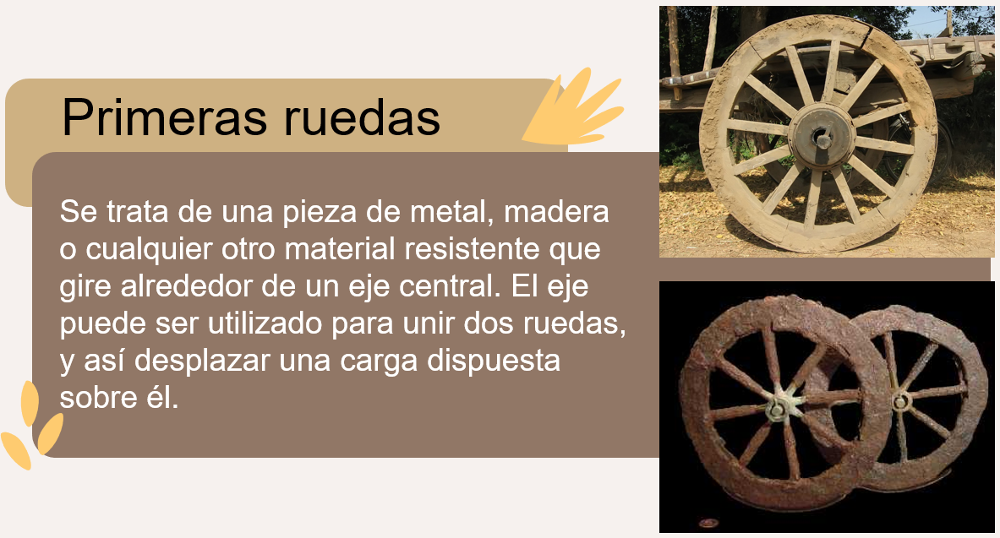 Primeras ruedas
Se trata de una pieza de metal, madera
o cualquier otro material resistente que
gire alrededor de un eje central. El eje
puede ser utilizado para unir dos ruedas,
y así desplazar una carga dispuesta
sobre él.